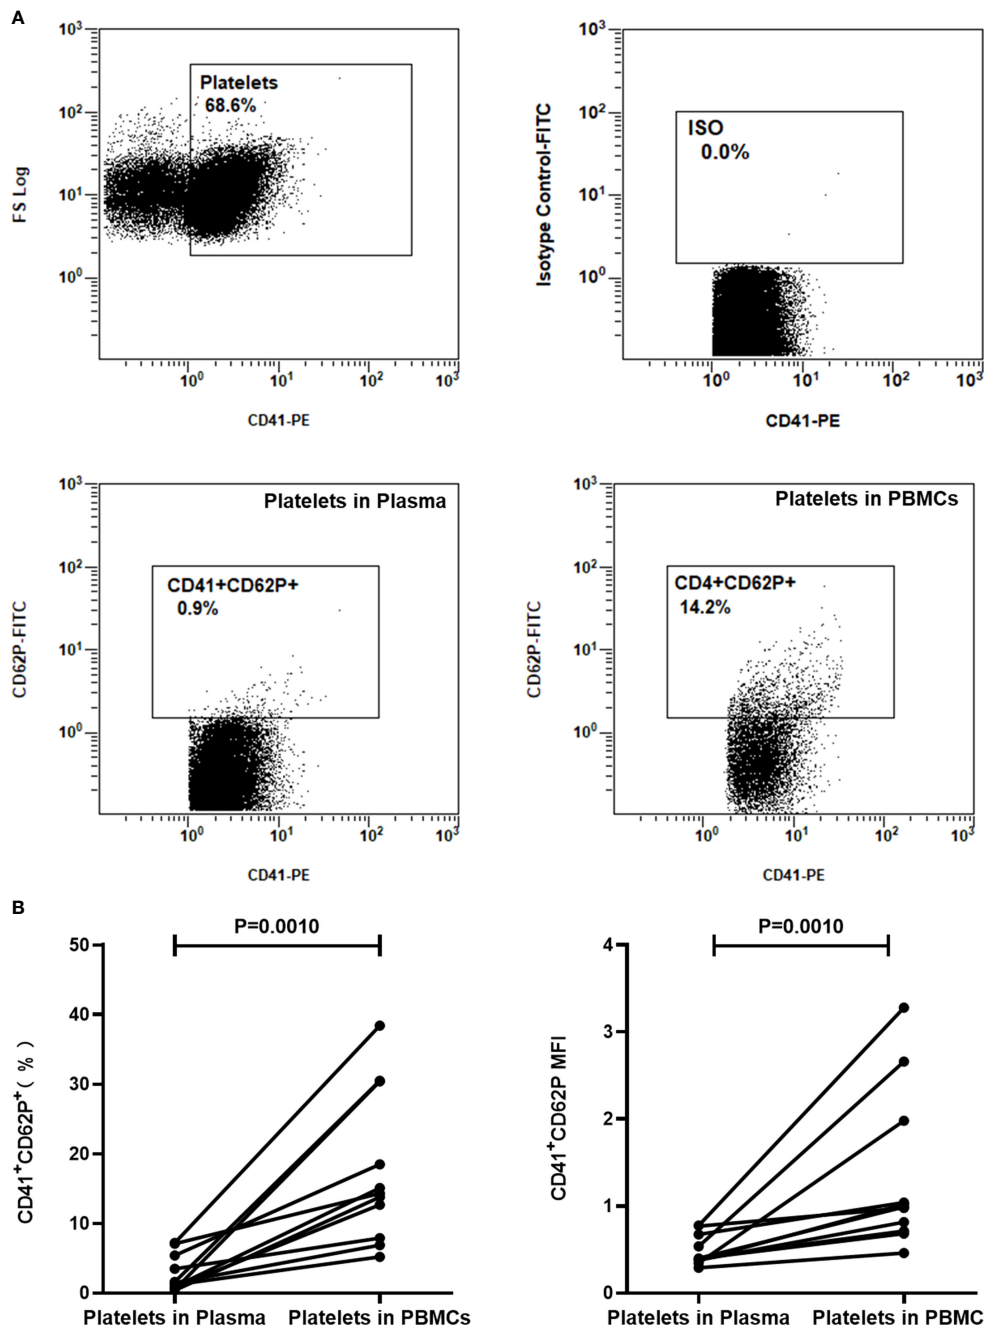 A
10³
10²
10¹
10⁰
FS Log
Platelets
68.6%
10⁰ 10¹ 10² 10³
CD41-PE
10³
10²
10¹
10⁰
Isotype Control-FITC
ISO
0.0%
10⁰ 10¹ 10² 10³
CD41-PE
10³
10²
10¹
10⁰
CD62P-FITC
Platelets in Plasma
CD41+CD62P+
0.9%
10⁰ 10¹ 10² 10³
CD41-PE
10³
10²
10¹
10⁰
CD62P-FITC
Platelets in PBMCs
CD4+CD62P+
14.2%
10⁰ 10¹ 10² 10³
CD41-PE
B
P=0.0010
50
40
30
20
10
0
CD41⁺CD62P⁺( % )
Platelets in Plasma Platelets in PBMCs
P=0.0010
4
3
2
1
0
CD41⁺CD62P MFI
Platelets in Plasma Platelets in PBMC